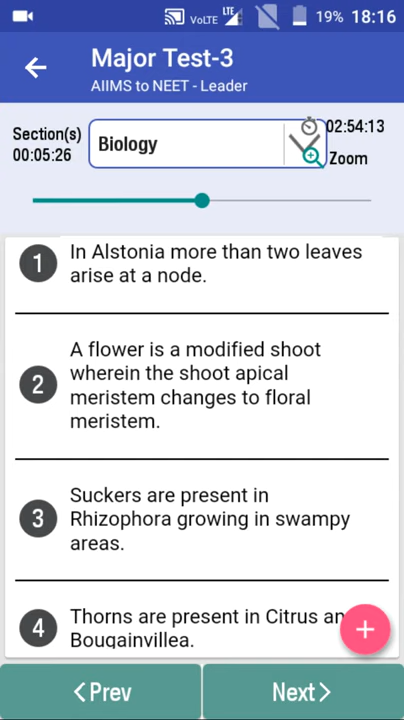 VoLTE LTE 19% 18:16
Major Test-3
AIIMS to NEET - Leader
Section(s)
00:05:26
Biology
02:54:13
Zoom
1 In Alstonia more than two leaves
arise at a node.
2 A flower is a modified shoot
wherein the shoot apical
meristem changes to floral
meristem.
3 Suckers are present in
Rhizophora growing in swampy
areas.
4 Thorns are present in Citrus an
Bougainvillea.
+
<Prev
Next>